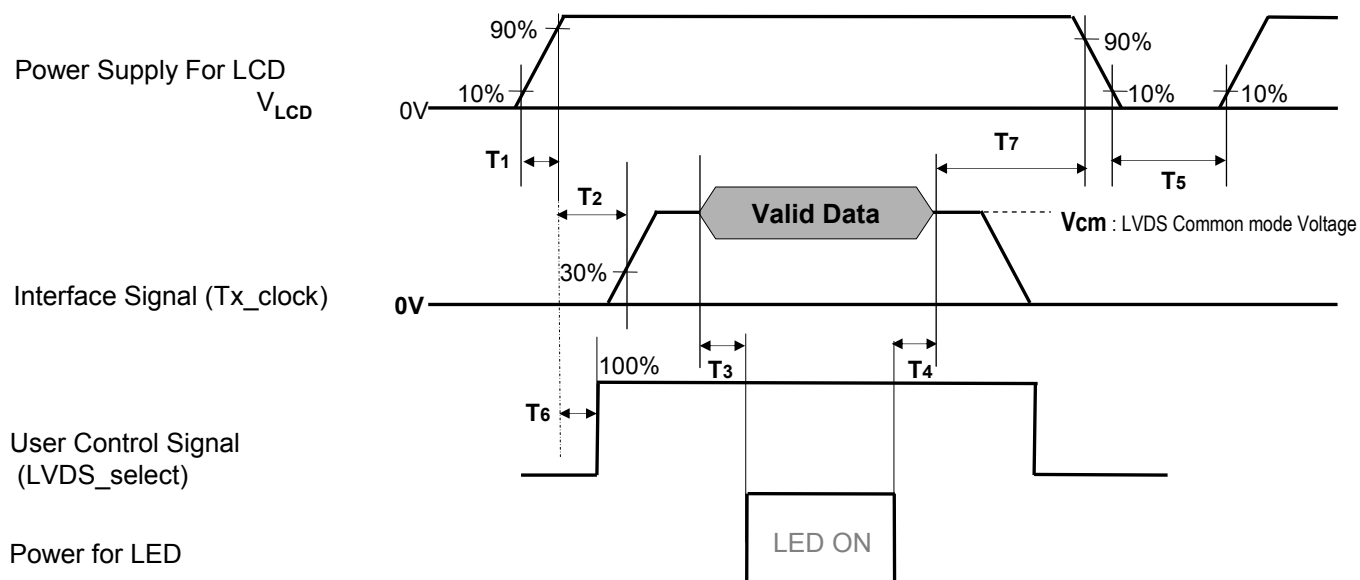 90%
90%
Power Supply For LCD
VLCD
10%
10%
10%
0V
T1
T7
T5
T2
Valid Data
Vcm : LVDS Common mode Voltage
30%
Interface Signal (Tx_clock)
0V
100%
T3
T4
T6
User Control Signal
(LVDS_select)
LED ON
Power for LED